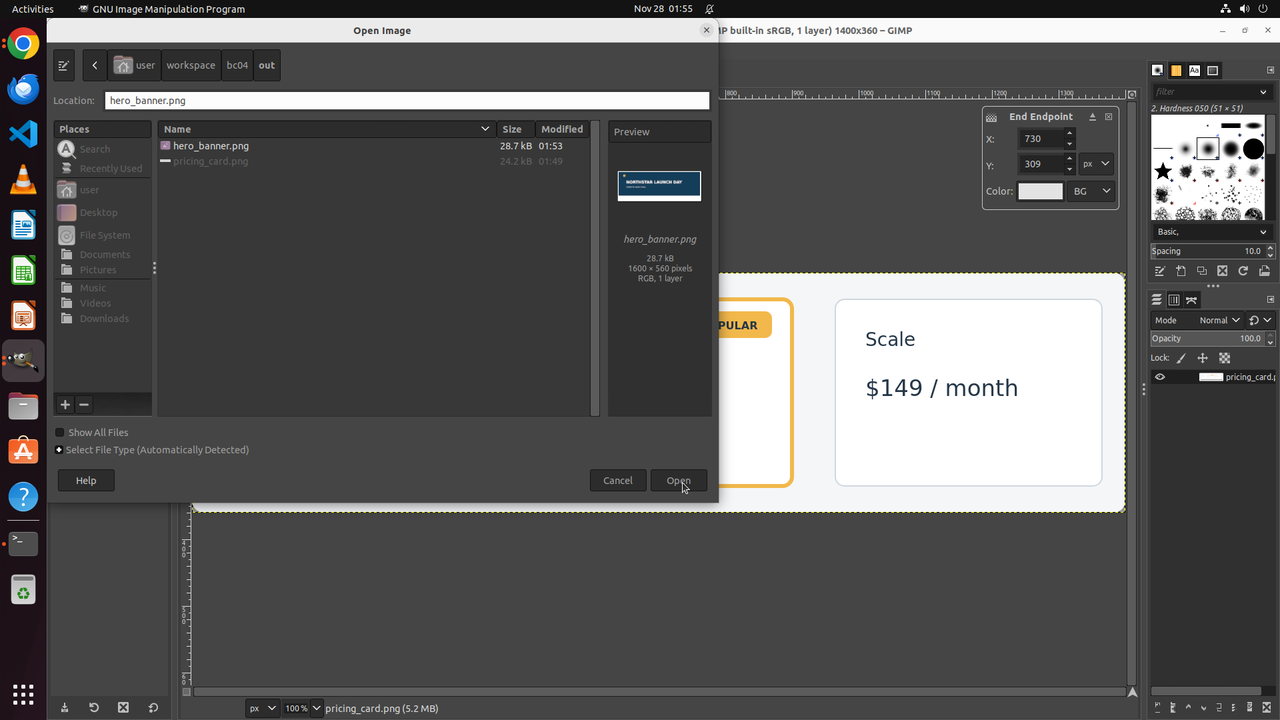 Activities
GNU Image Manipulation Program
Nov 28 01:55
Open Image
P built-in sRGB, 1 layer) 1400x360 – GIMP
user
workspace
bc04
out
Location:
hero_banner.png
Places
Name
Size
Modified
Preview
Search
Recently Used
user
Desktop
File System
Documents
Pictures
Music
Videos
Downloads
hero_banner.png
28.7 kB
01:53
pricing_card.png
24.2 kB
01:49
NORTHSTAR LAUNCH DAY
hero_banner.png
28.7 kB
1600 × 560 pixels
RGB, 1 layer
Show All Files
Select File Type (Automatically Detected)
Help
Cancel
Open
800
900
1000
1100
1200
1300
End Endpoint
X:
730
Y:
309
px
Color:
BG
PULAR
Scale
$149 / month
filter
2. Hardness 050 (51 × 51)
Basic,
Spacing
10.0
Mode
Normal
Opacity
100.0
Lock:
pricing_card.p
px
100 %
pricing_card.png (5.2 MB)